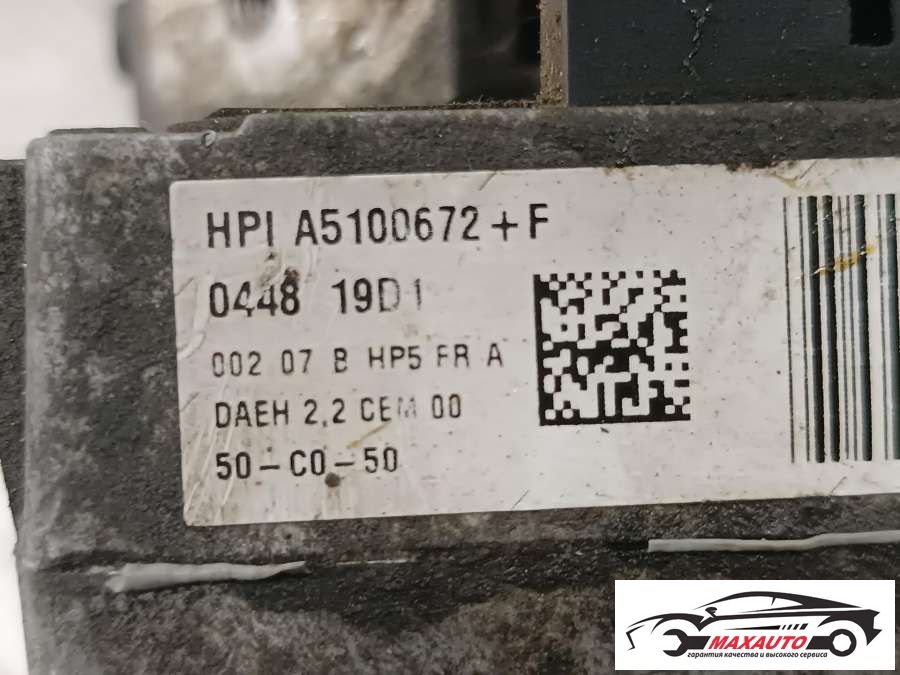 HPI A5100672+F
0448 19D1
002 07 B HP5 FR A
DAEH 2,2 CEM 00
50-C0-50
MAXAUTO
гарантия качества и высокого сервиса